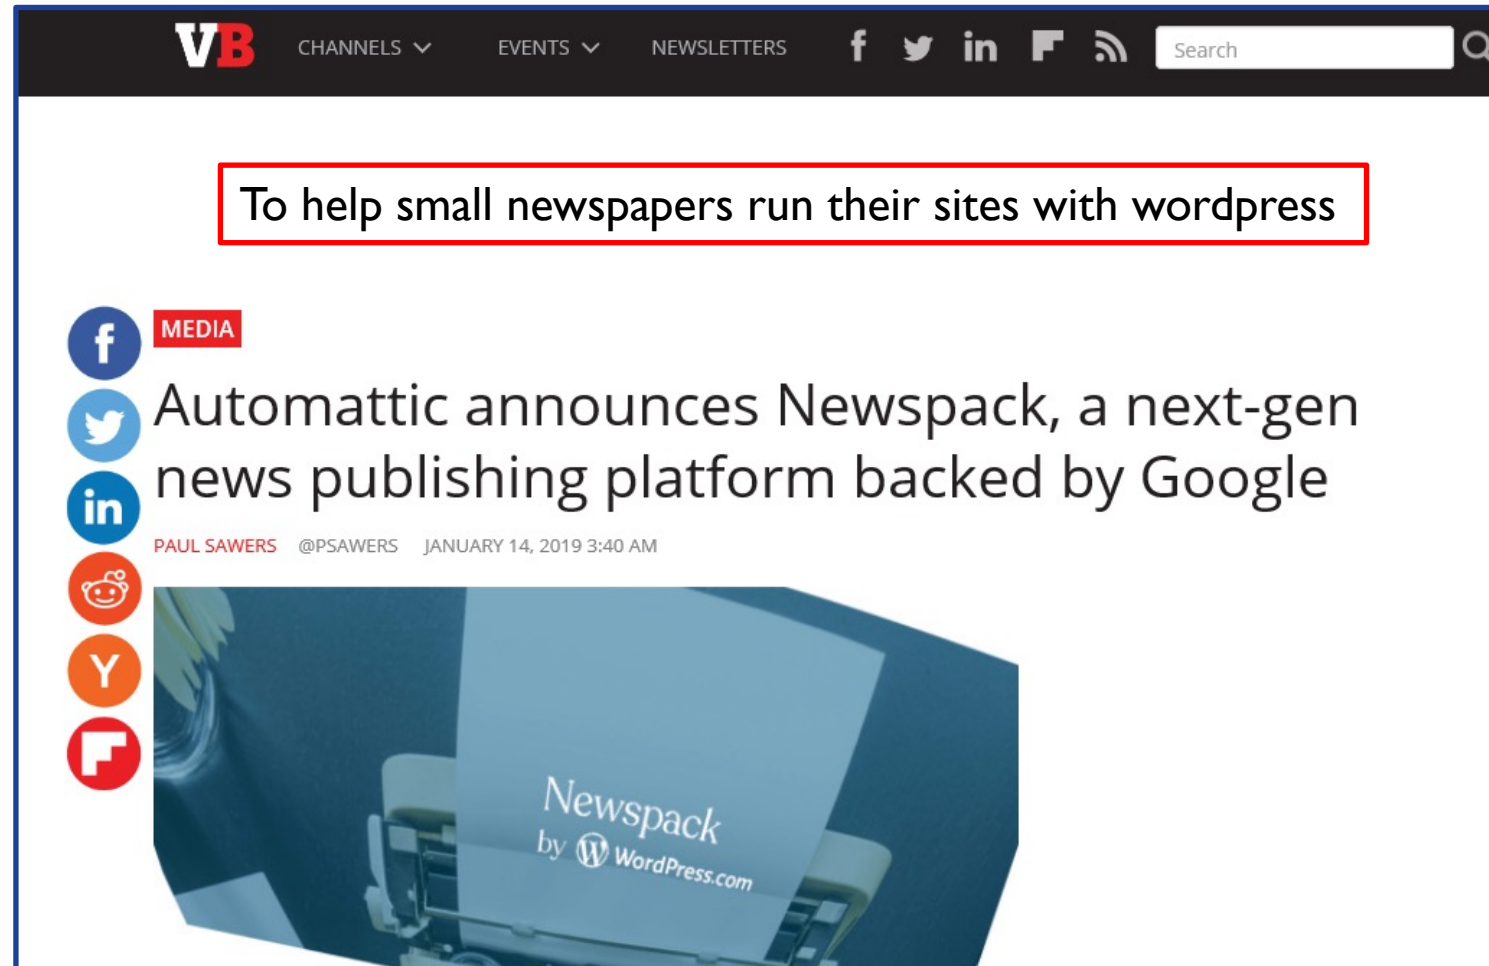 VB CHANNELS EVENTS NEWSLETTERS f in Search
To help small newspapers run their sites with wordpress
MEDIA
Automattic announces Newspack, a next-gen
news publishing platform backed by Google
PAUL SAWERS @PSAWERS JANUARY 14, 2019 3:40 AM
f
in
Y
Newspack
by W WordPress.com